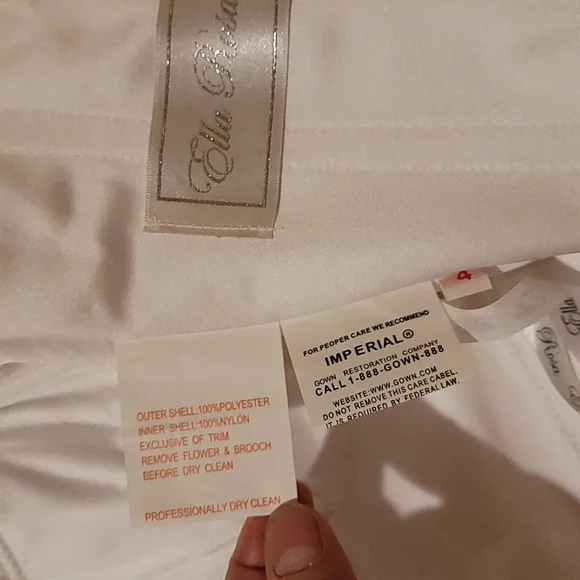 Ella Rosa
4
FOR PEOPER CARE WE RECOMMEND
IMPERIAL®
GOWN RESTORATION COMPANY
CALL 1-888-GOWN-888
WEBSITE:WWW.GOWN.COM
DO NOT REMOVE THIS CARE CABEL.
IT IS REQUIRED BY FEDERAL LAW.
Ella
Rosa
OUTER SHELL:100%POLYESTER
INNER SHELL:100%NYLON
EXCLUSIVE OF TRIM
REMOVE FLOWER & BROOCH
BEFORE DRY CLEAN
PROFESSIONALLY DRY CLEAN